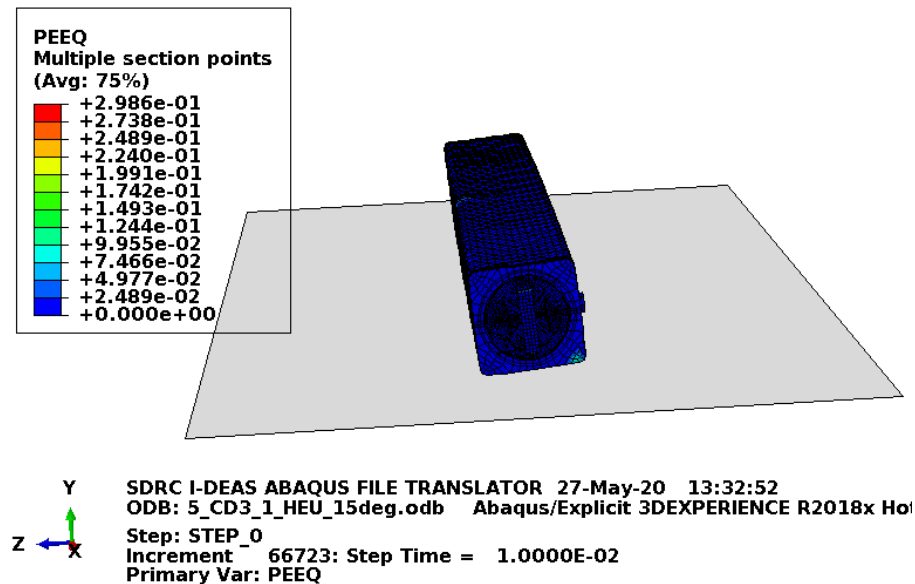 PEEQ
Multiple section points
(Avg: 75%)
+2.986e-01
+2.738e-01
+2.489e-01
+2.240e-01
+1.991e-01
+1.742e-01
+1.493e-01
+1.244e-01
+9.955e-02
+7.466e-02
+4.977e-02
+2.489e-02
+0.000e+00
Y
Z
X
SDRC I-DEAS ABAQUS FILE TRANSLATOR 27-May-20 13:32:52
ODB: 5_CD3_1_HEU_15deg.odb Abaqus/Explicit 3DEXPERIENCE R2018x Hot
Step: STEP_0
Increment 66723: Step Time = 1.0000E-02
Primary Var: PEEQ